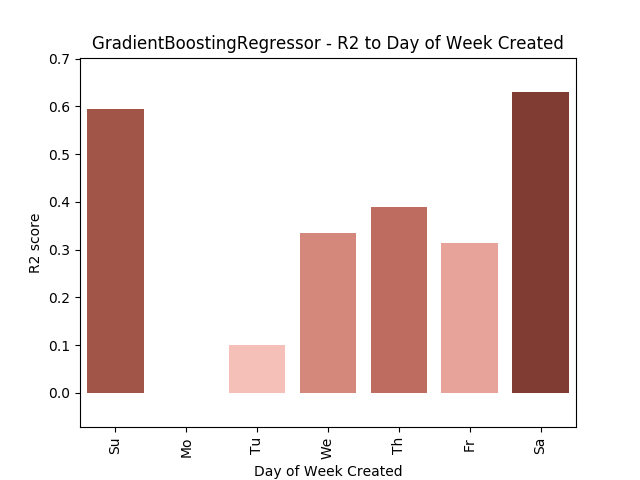 GradientBoostingRegressor - R2 to Day of Week Created
0.7
0.6
0.5
0.4
0.3
0.2
0.1
0.0
R2 score
Su
Mo
Tu
We
Th
Fr
Sa
Day of Week Created